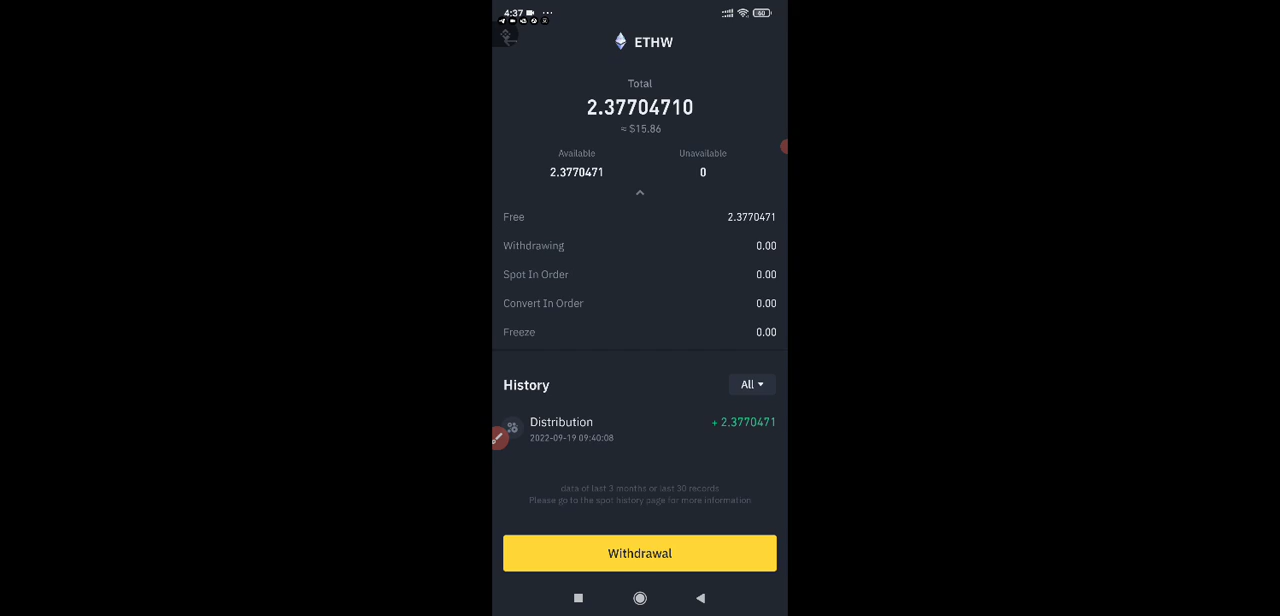 4:37 ...
60
ETHW
Total
2.37704710
≈ $15.86
Available Unavailable
2.3770471 0
Free 2.3770471
Withdrawing 0.00
Spot In Order 0.00
Convert In Order 0.00
Freeze 0.00
History All
Distribution + 2.3770471
2022-09-19 09:40:08
data of last 3 months or last 30 records
Please go to the spot history page for more information
Withdrawal